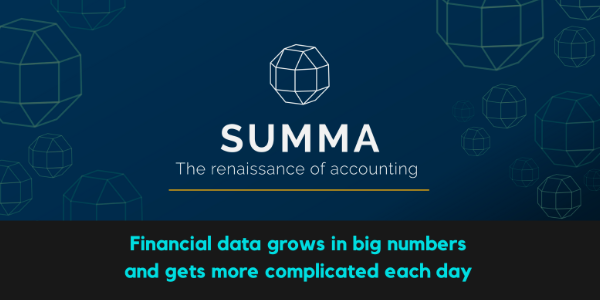 SUMMA
The renaissance of accounting
Financial data grows in big numbers
and gets more complicated each day